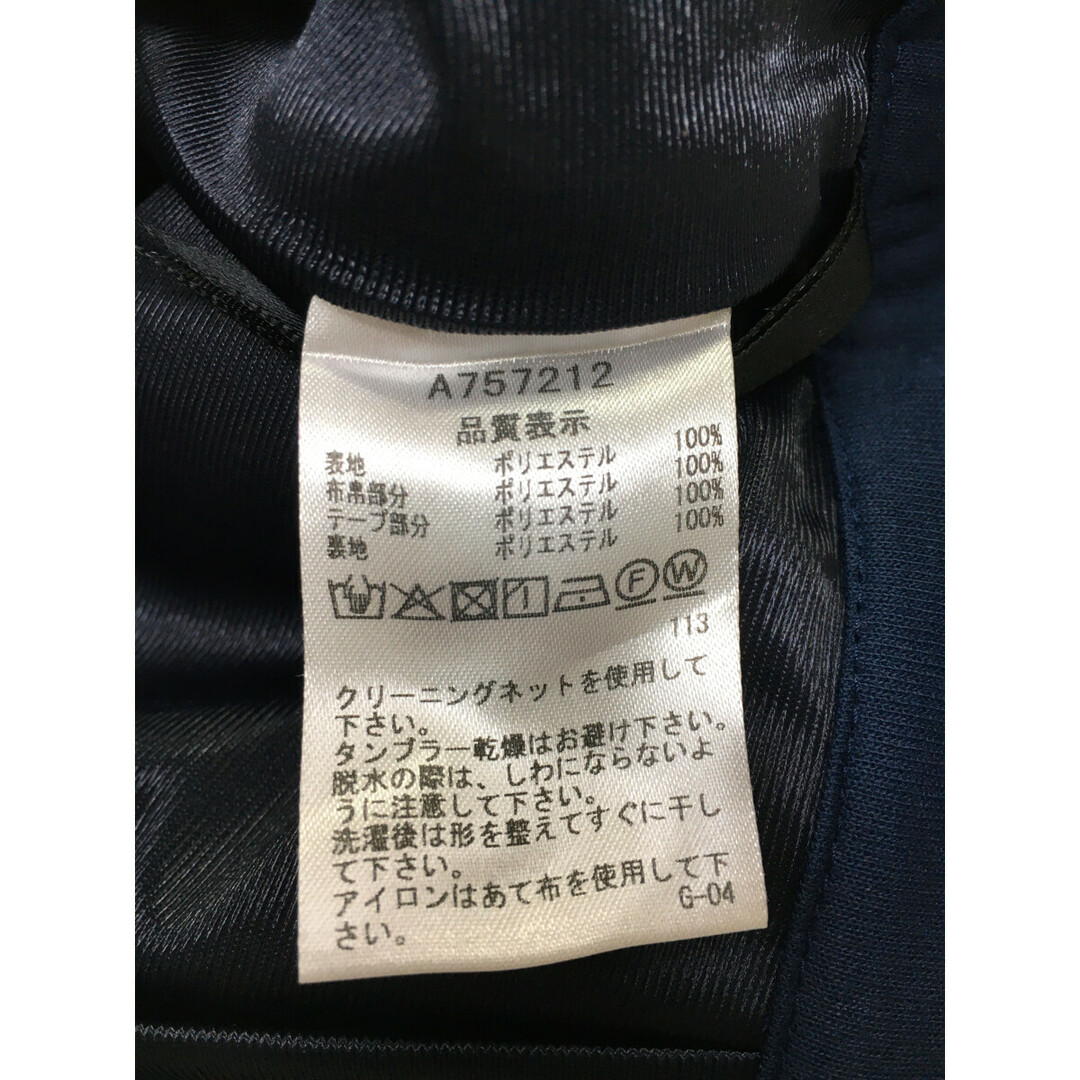 A757212
品質表示
表地 ポリエステル 100%
布帛部分 ポリエステル 100%
テープ部分 ポリエステル 100%
裏地 ポリエステル 100%
F W
113
クリーニングネットを使用して
下さい。
タンブラー乾燥はお避け下さい。
脱水の際は、しわにならないよ
うに注意して下さい。
洗濯後は形を整えてすぐに干し
て下さい。
アイロンはあて布を使用して下
さい。
G-04